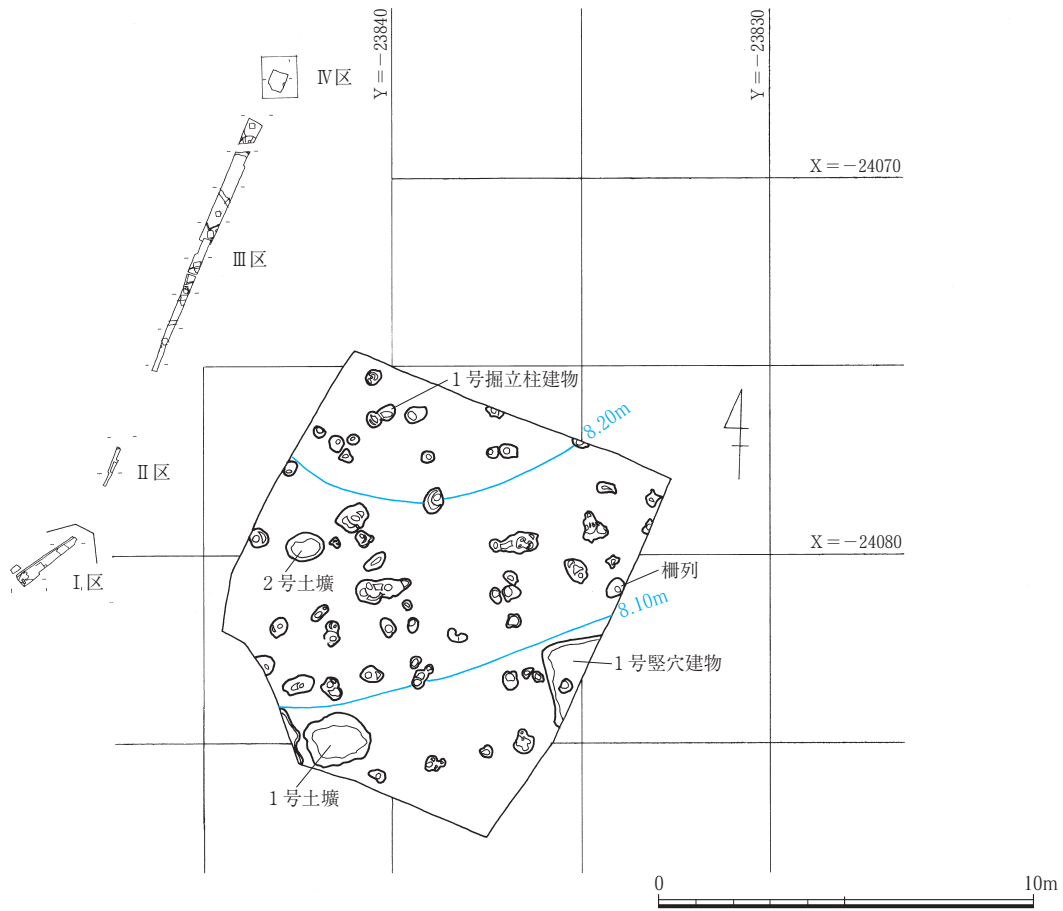 Y=−23840
Y=−23830
Ⅳ区
X=−24070
Ⅲ区
1号掘立柱建物
8.20m
Ⅱ区
X=−24080
Ⅰ区
2号土壙
柵列
8.10m
1号竪穴建物
1号土壙
0
10m